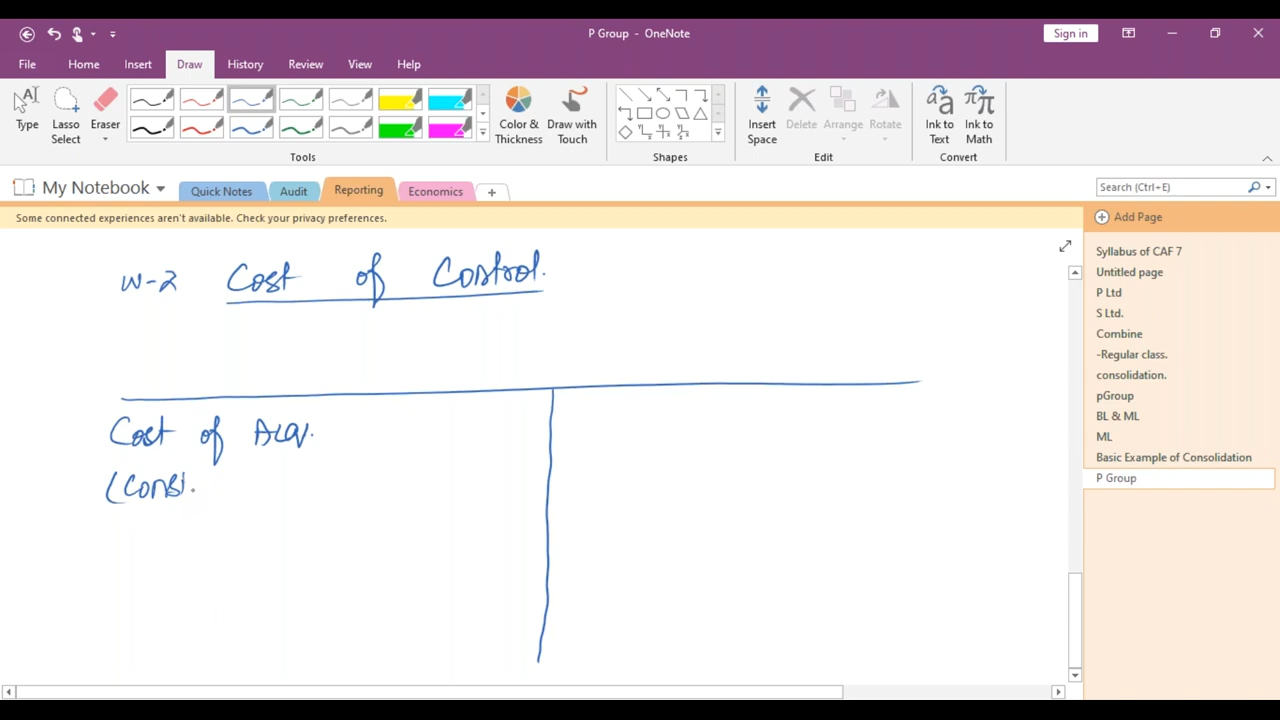 P Group - OneNote
Sign in
File Home Insert Draw History Review View Help
Type
Lasso Select
Eraser
Color & Thickness
Draw with Touch
Insert Space
Delete
Arrange
Rotate
Ink to Text
Ink to Math
Tools
Shapes
Edit
Convert
My Notebook
Quick Notes
Audit
Reporting
Economics
Search (Ctrl+E)
Some connected experiences aren't available. Check your privacy preferences.
Add Page
W-2 Cost of Control.
Cost of Acq.
(Consi
Syllabus of CAF 7
Untitled page
P Ltd
S Ltd.
Combine
-Regular class.
consolidation.
pGroup
BL & ML
ML
Basic Example of Consolidation
P Group